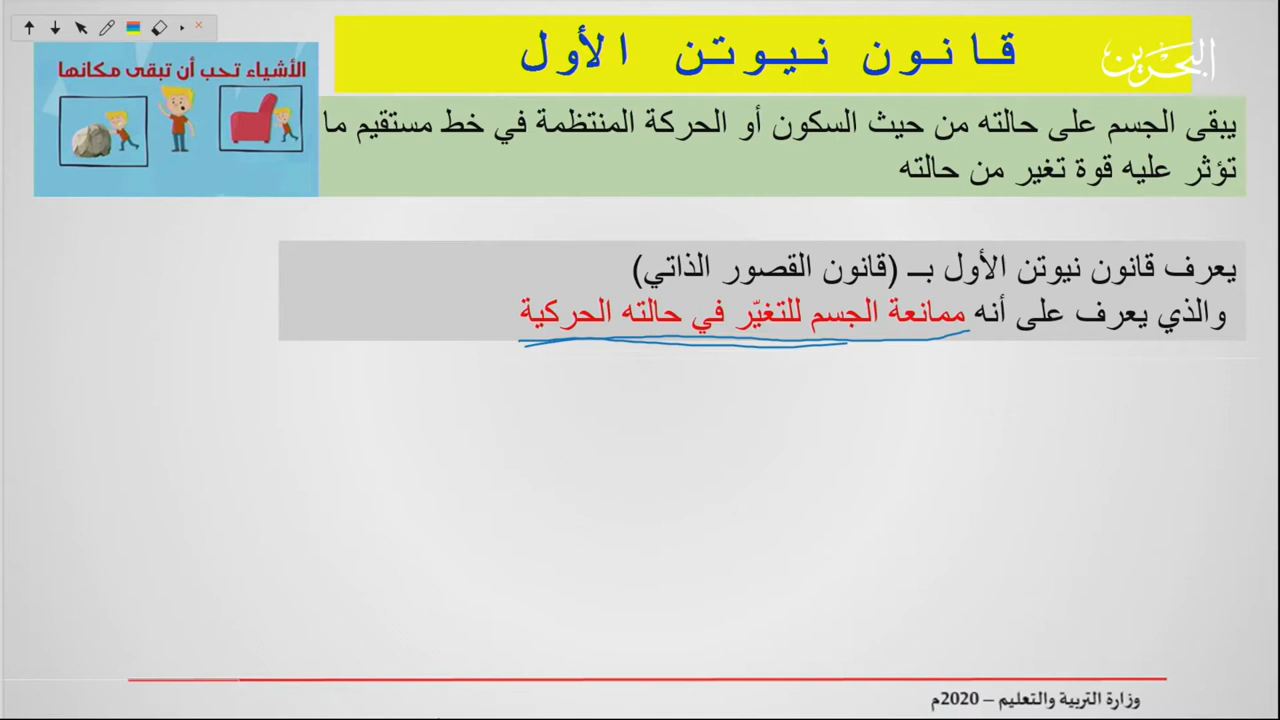 قانون نيوتن الأول
البحرين
الأشياء تحب أن تبقى مكانها
يبقى الجسم على حالته من حيث السكون أو الحركة المنتظمة في خط مستقيم ما
تؤثر عليه قوة تغير من حالته
يعرف قانون نيوتن الأول بـــ (قانون القصور الذاتي)
والذي يعرف على أنه ممانعة الجسم للتغيّر في حالته الحركية
وزارة التربية والتعليم – 2020م